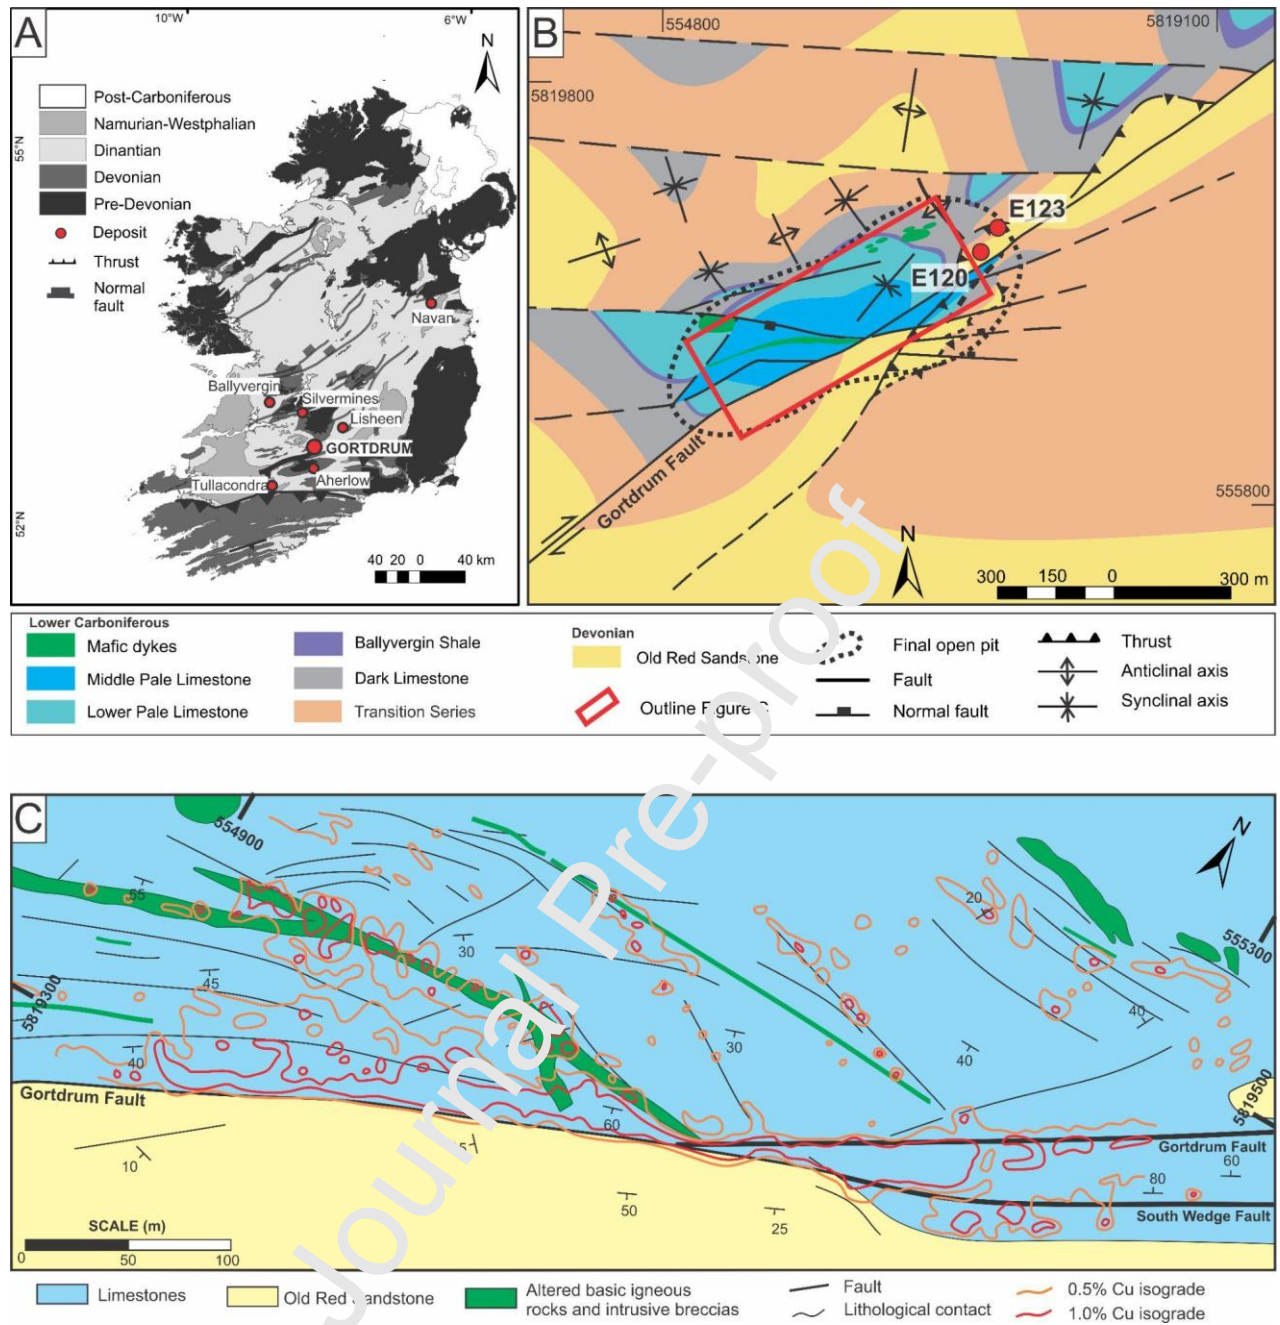 A
10°W
6°W
N
55°N
52°N
Post-Carboniferous
Namurian-Westphalian
Dinantian
Devonian
Pre-Devonian
Deposit
Thrust
Normal
fault
Navan
Ballyvergin
Silvermines
Lisheen
GORTDRUM
Aherlow
Tullacondra
40 20 0 40 km
B
554800
5819100
5819800
E123
E120
Gortdrum Fault
555800
N
300 150 0 300 m
Lower Carboniferous
Mafic dykes
Middle Pale Limestone
Lower Pale Limestone
Ballyvergin Shale
Dark Limestone
Transition Series
Devonian
Old Red Sandstone
Outline Figure C
Final open pit
Fault
Normal fault
Thrust
Anticlinal axis
Synclinal axis
C
554900
N
55
30
20
555300
5819300
45
40
30
40
40
5819500
Gortdrum Fault
60
Gortdrum Fault
10
5
80
60
50
25
South Wedge Fault
SCALE (m)
0 50 100
Limestones
Old Red Sandstone
Altered basic igneous
rocks and intrusive breccias
Fault
Lithological contact
0.5% Cu isograde
1.0% Cu isograde
Journal Pre-proof